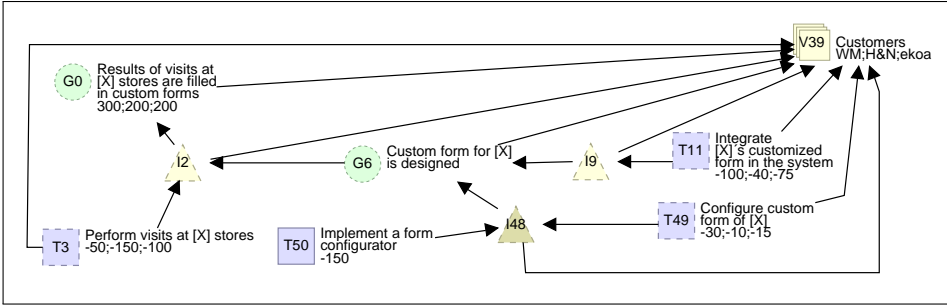 V39
Customers
WM;H&N;ekoa
G0
Results of visits at
[X] stores are filled
in custom forms
300;200;200
I2
G6
Custom form for [X]
is designed
I9
T11
Integrate
[X]´s customized
form in the system
-100;-40;-75
T3
Perform visits at [X] stores
-50;-150;-100
T50
Implement a form
configurator
-150
I48
T49
Configure custom
form of [X]
-30;-10;-15